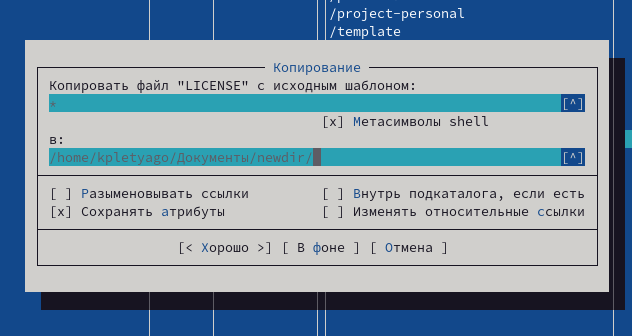 /project-personal
/template
Копирование
Копировать файл "LICENSE" с исходным шаблоном:
* [^]
[x] Метасимволы shell
в:
/home/kpletyago/Документы/newdir/ [^]
[ ] Разыменовывать ссылки [ ] Внутрь подкаталога, если есть
[x] Сохранять атрибуты [ ] Изменять относительные ссылки
[< Хорошо >] [ В фоне ] [ Отмена ]